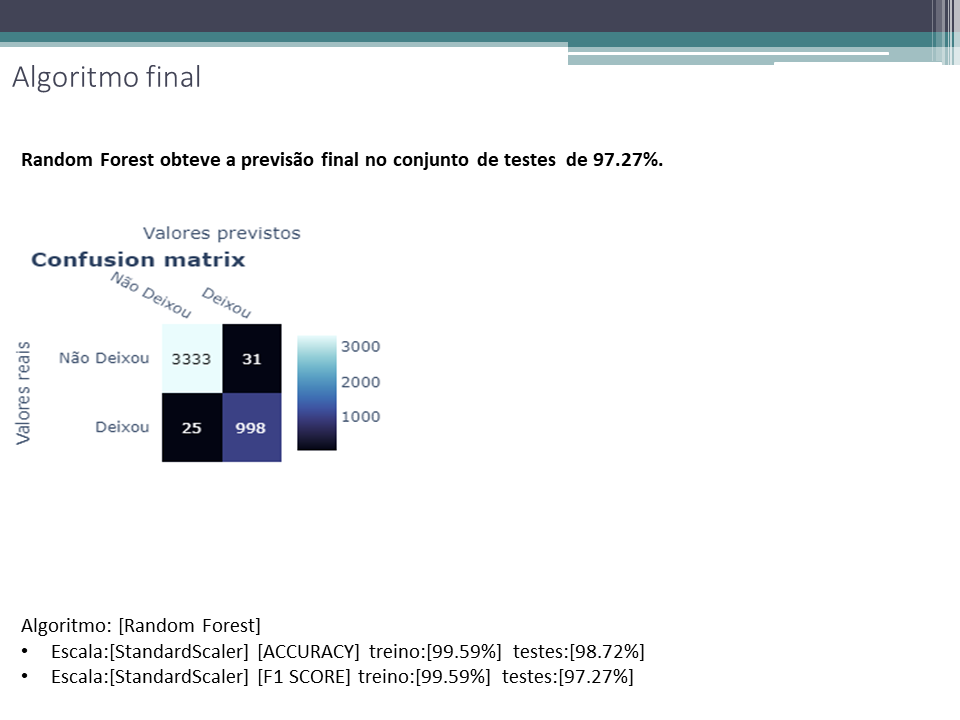 Algoritmo final
Random Forest obteve a previsão final no conjunto de testes de 97.27%.
Valores previstos
Confusion matrix
Não Deixou
Deixou
Valores reais
Não Deixou
3333
31
Deixou
25
998
3000
2000
1000
Algoritmo: [Random Forest]
• Escala:[StandardScaler] [ACCURACY] treino:[99.59%] testes:[98.72%]
• Escala:[StandardScaler] [F1 SCORE] treino:[99.59%] testes:[97.27%]